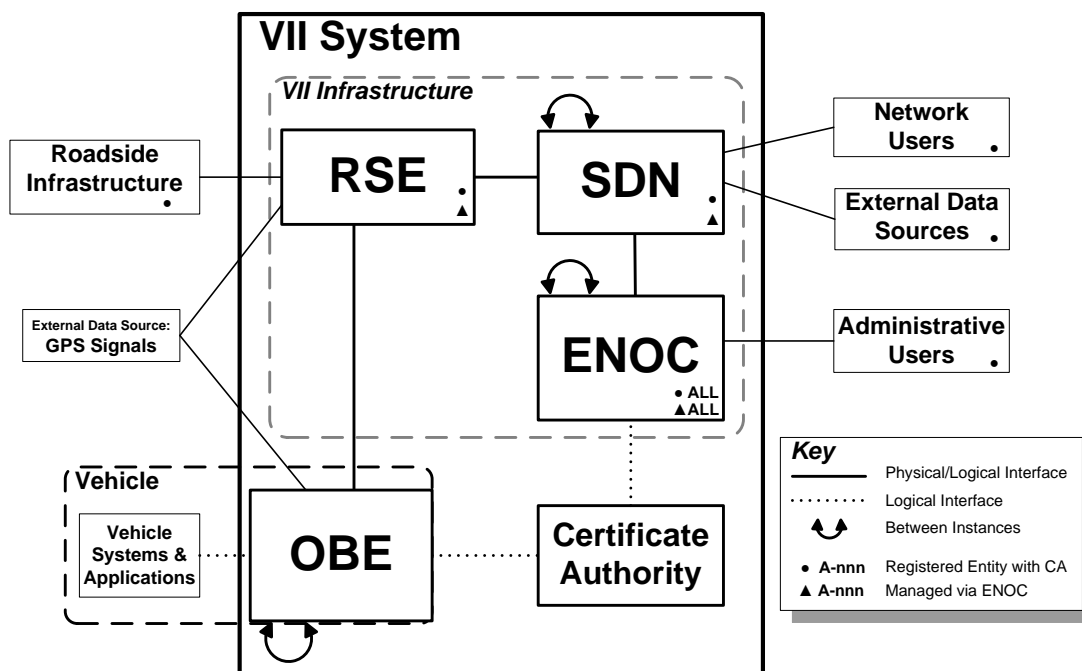 VII System
VII Infrastructure
RSE
●
▲
SDN
●
▲
ENOC
● ALL
▲ALL
Roadside
Infrastructure
●
External Data Source:
GPS Signals
Network
Users
●
External Data
Sources
●
Administrative
Users
●
Vehicle
Vehicle
Systems &
Applications
OBE
Certificate
Authority
Key
Physical/Logical Interface
Logical Interface
Between Instances
● A-nnn Registered Entity with CA
▲ A-nnn Managed via ENOC